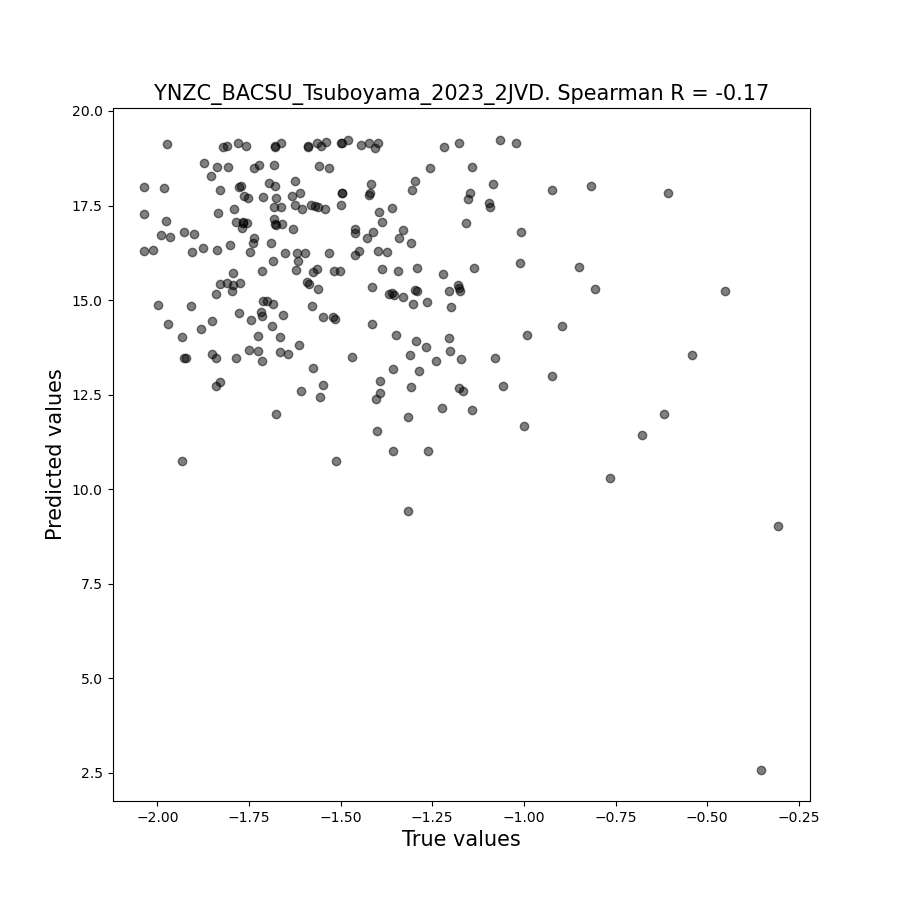 YNZC_BACSU_Tsuboyama_2023_2JVD. Spearman R = -0.17
20.0
17.5
15.0
12.5
10.0
7.5
5.0
2.5
Predicted values
−2.00 −1.75 −1.50 −1.25 −1.00 −0.75 −0.50 −0.25
True values